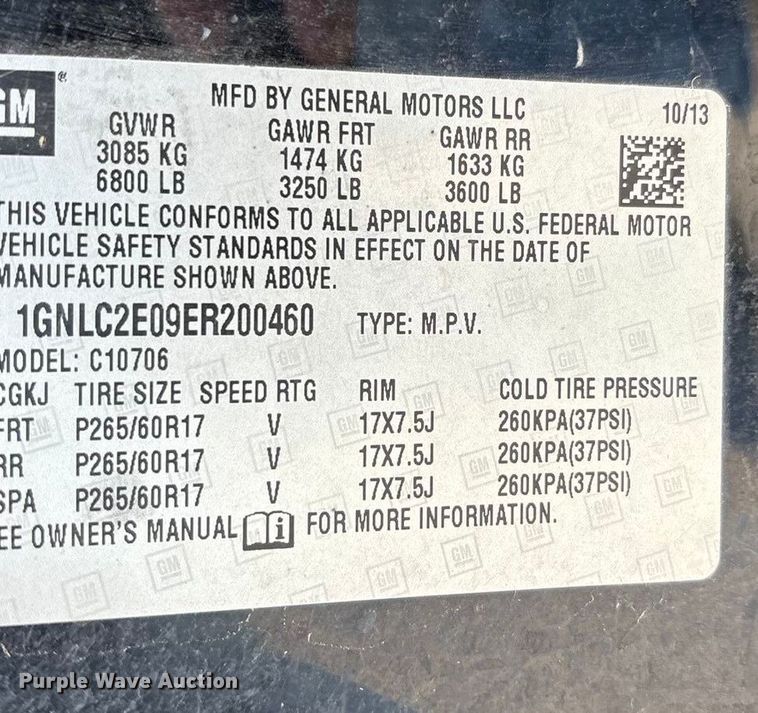 GM ®
MFD BY GENERAL MOTORS LLC 10/13
GVWR GAWR FRT GAWR RR
3085 KG 1474 KG 1633 KG
6800 LB 3250 LB 3600 LB
THIS VEHICLE CONFORMS TO ALL APPLICABLE U.S. FEDERAL MOTOR
VEHICLE SAFETY STANDARDS IN EFFECT ON THE DATE OF
MANUFACTURE SHOWN ABOVE.
1GNLC2E09ER200460 TYPE: M.P.V.
MODEL: C10706
CGKJ TIRE SIZE SPEED RTG RIM COLD TIRE PRESSURE
FRT P265/60R17 V 17X7.5J 260KPA(37PSI)
RR P265/60R17 V 17X7.5J 260KPA(37PSI)
SPA P265/60R17 V 17X7.5J 260KPA(37PSI)
EE OWNER'S MANUAL i FOR MORE INFORMATION.
Purple Wave Auction